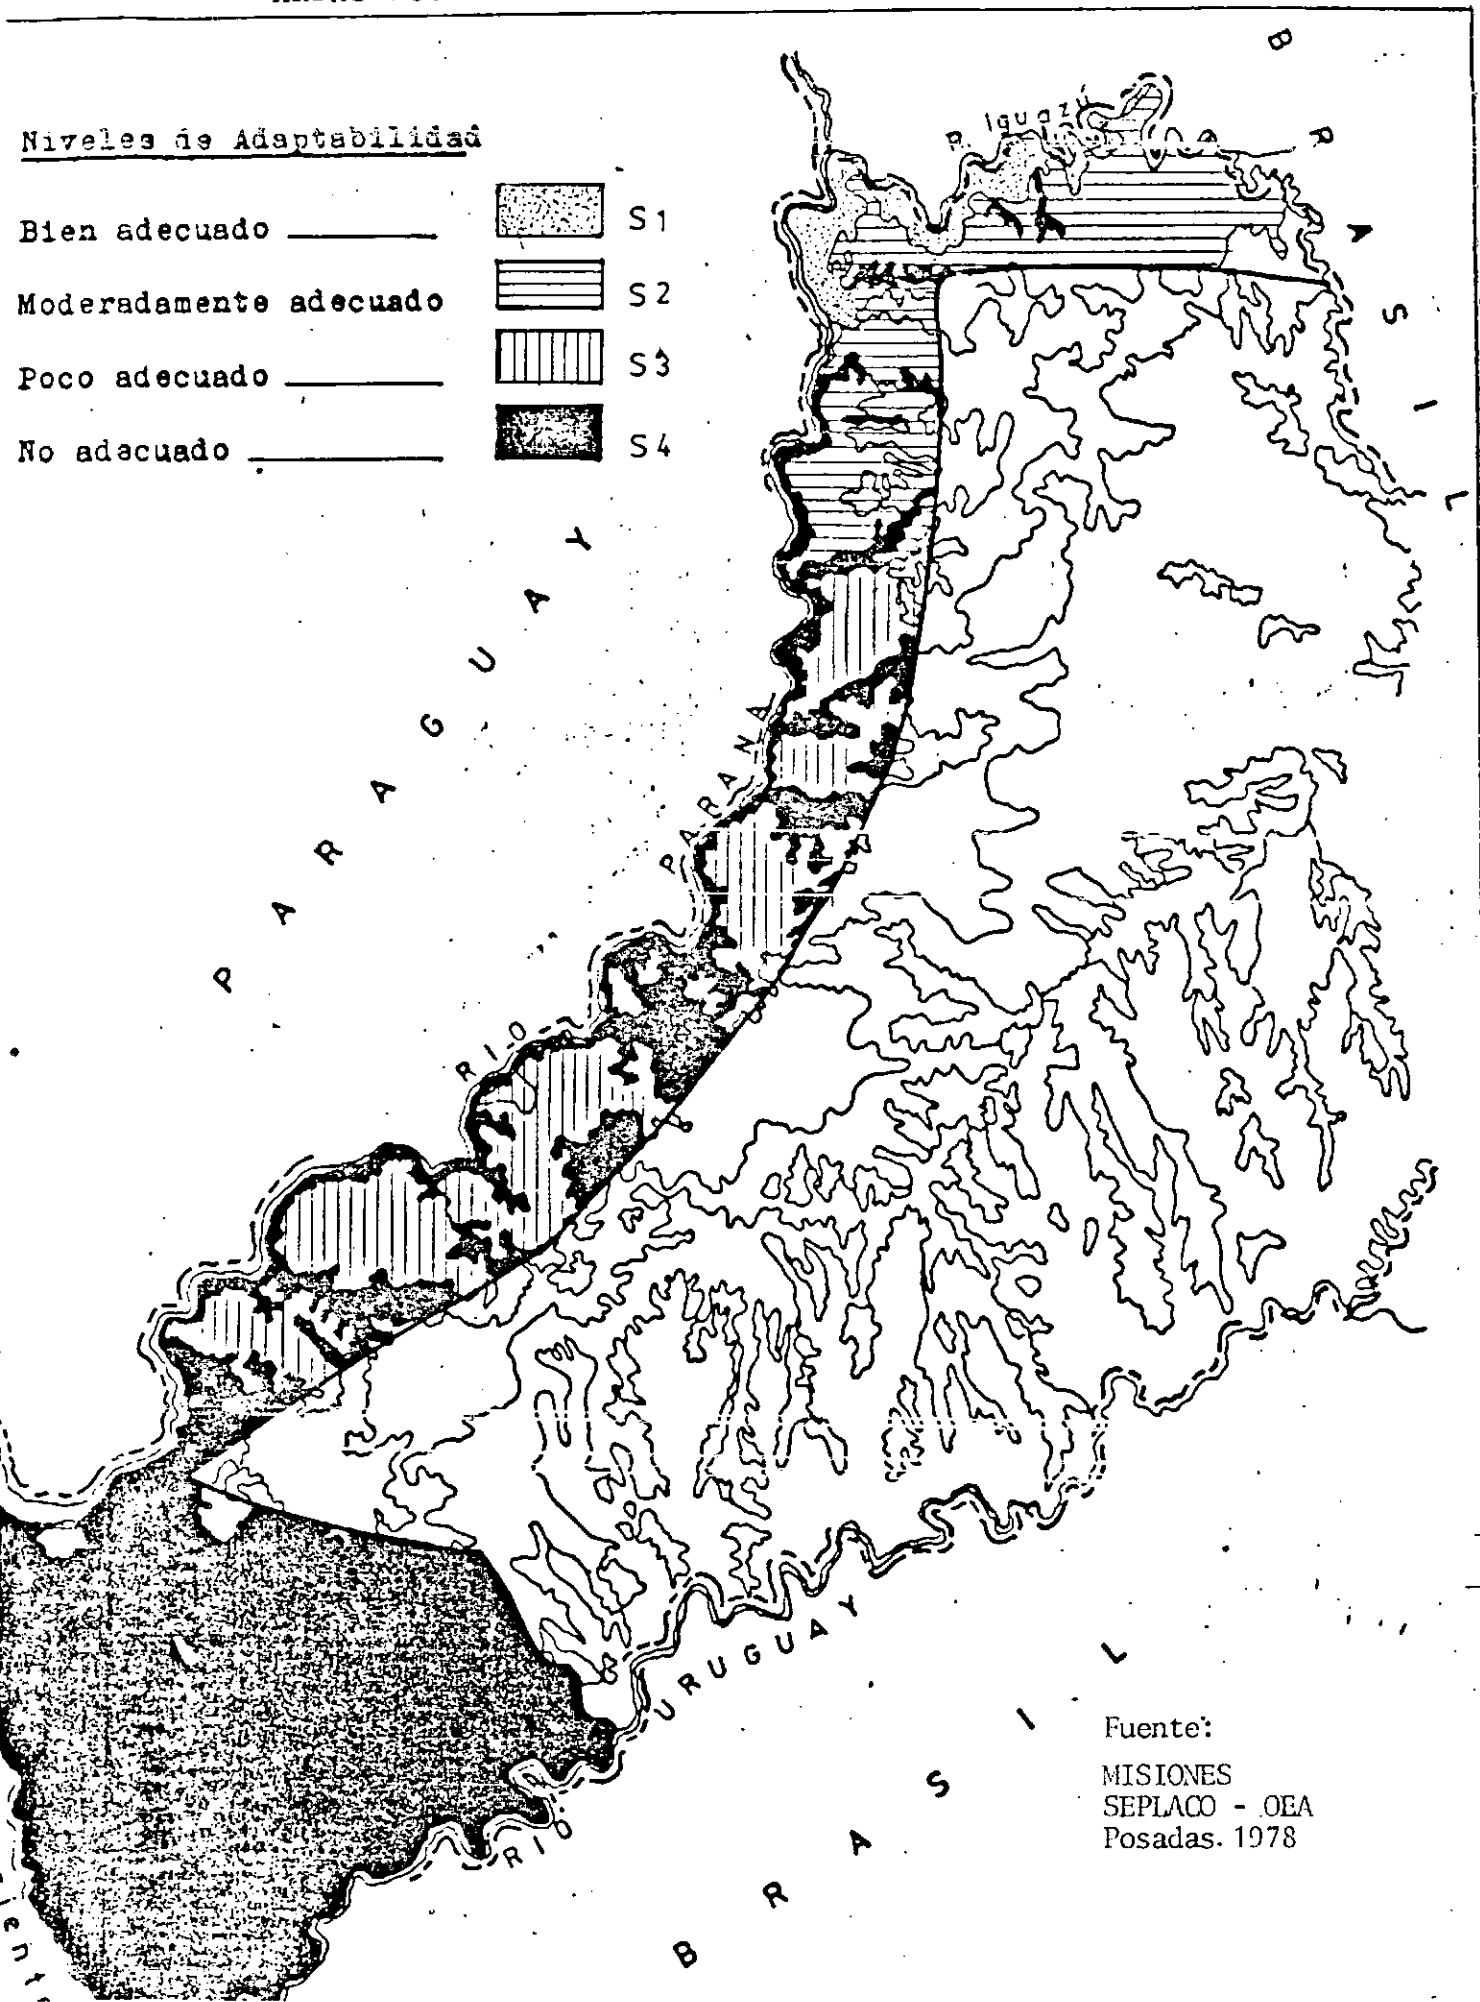 Niveles de Adaptabilidad
Bien adecuado S1
Moderadamente adecuado S2
Poco adecuado S3
No adecuado S4
R. Iguazú
BRASIL
PARAGUAY
RIO PARANA
RIO URUGUAY
BRASIL
Fuente:
MISIONES
SEPLACO - OEA
Posadas. 1978